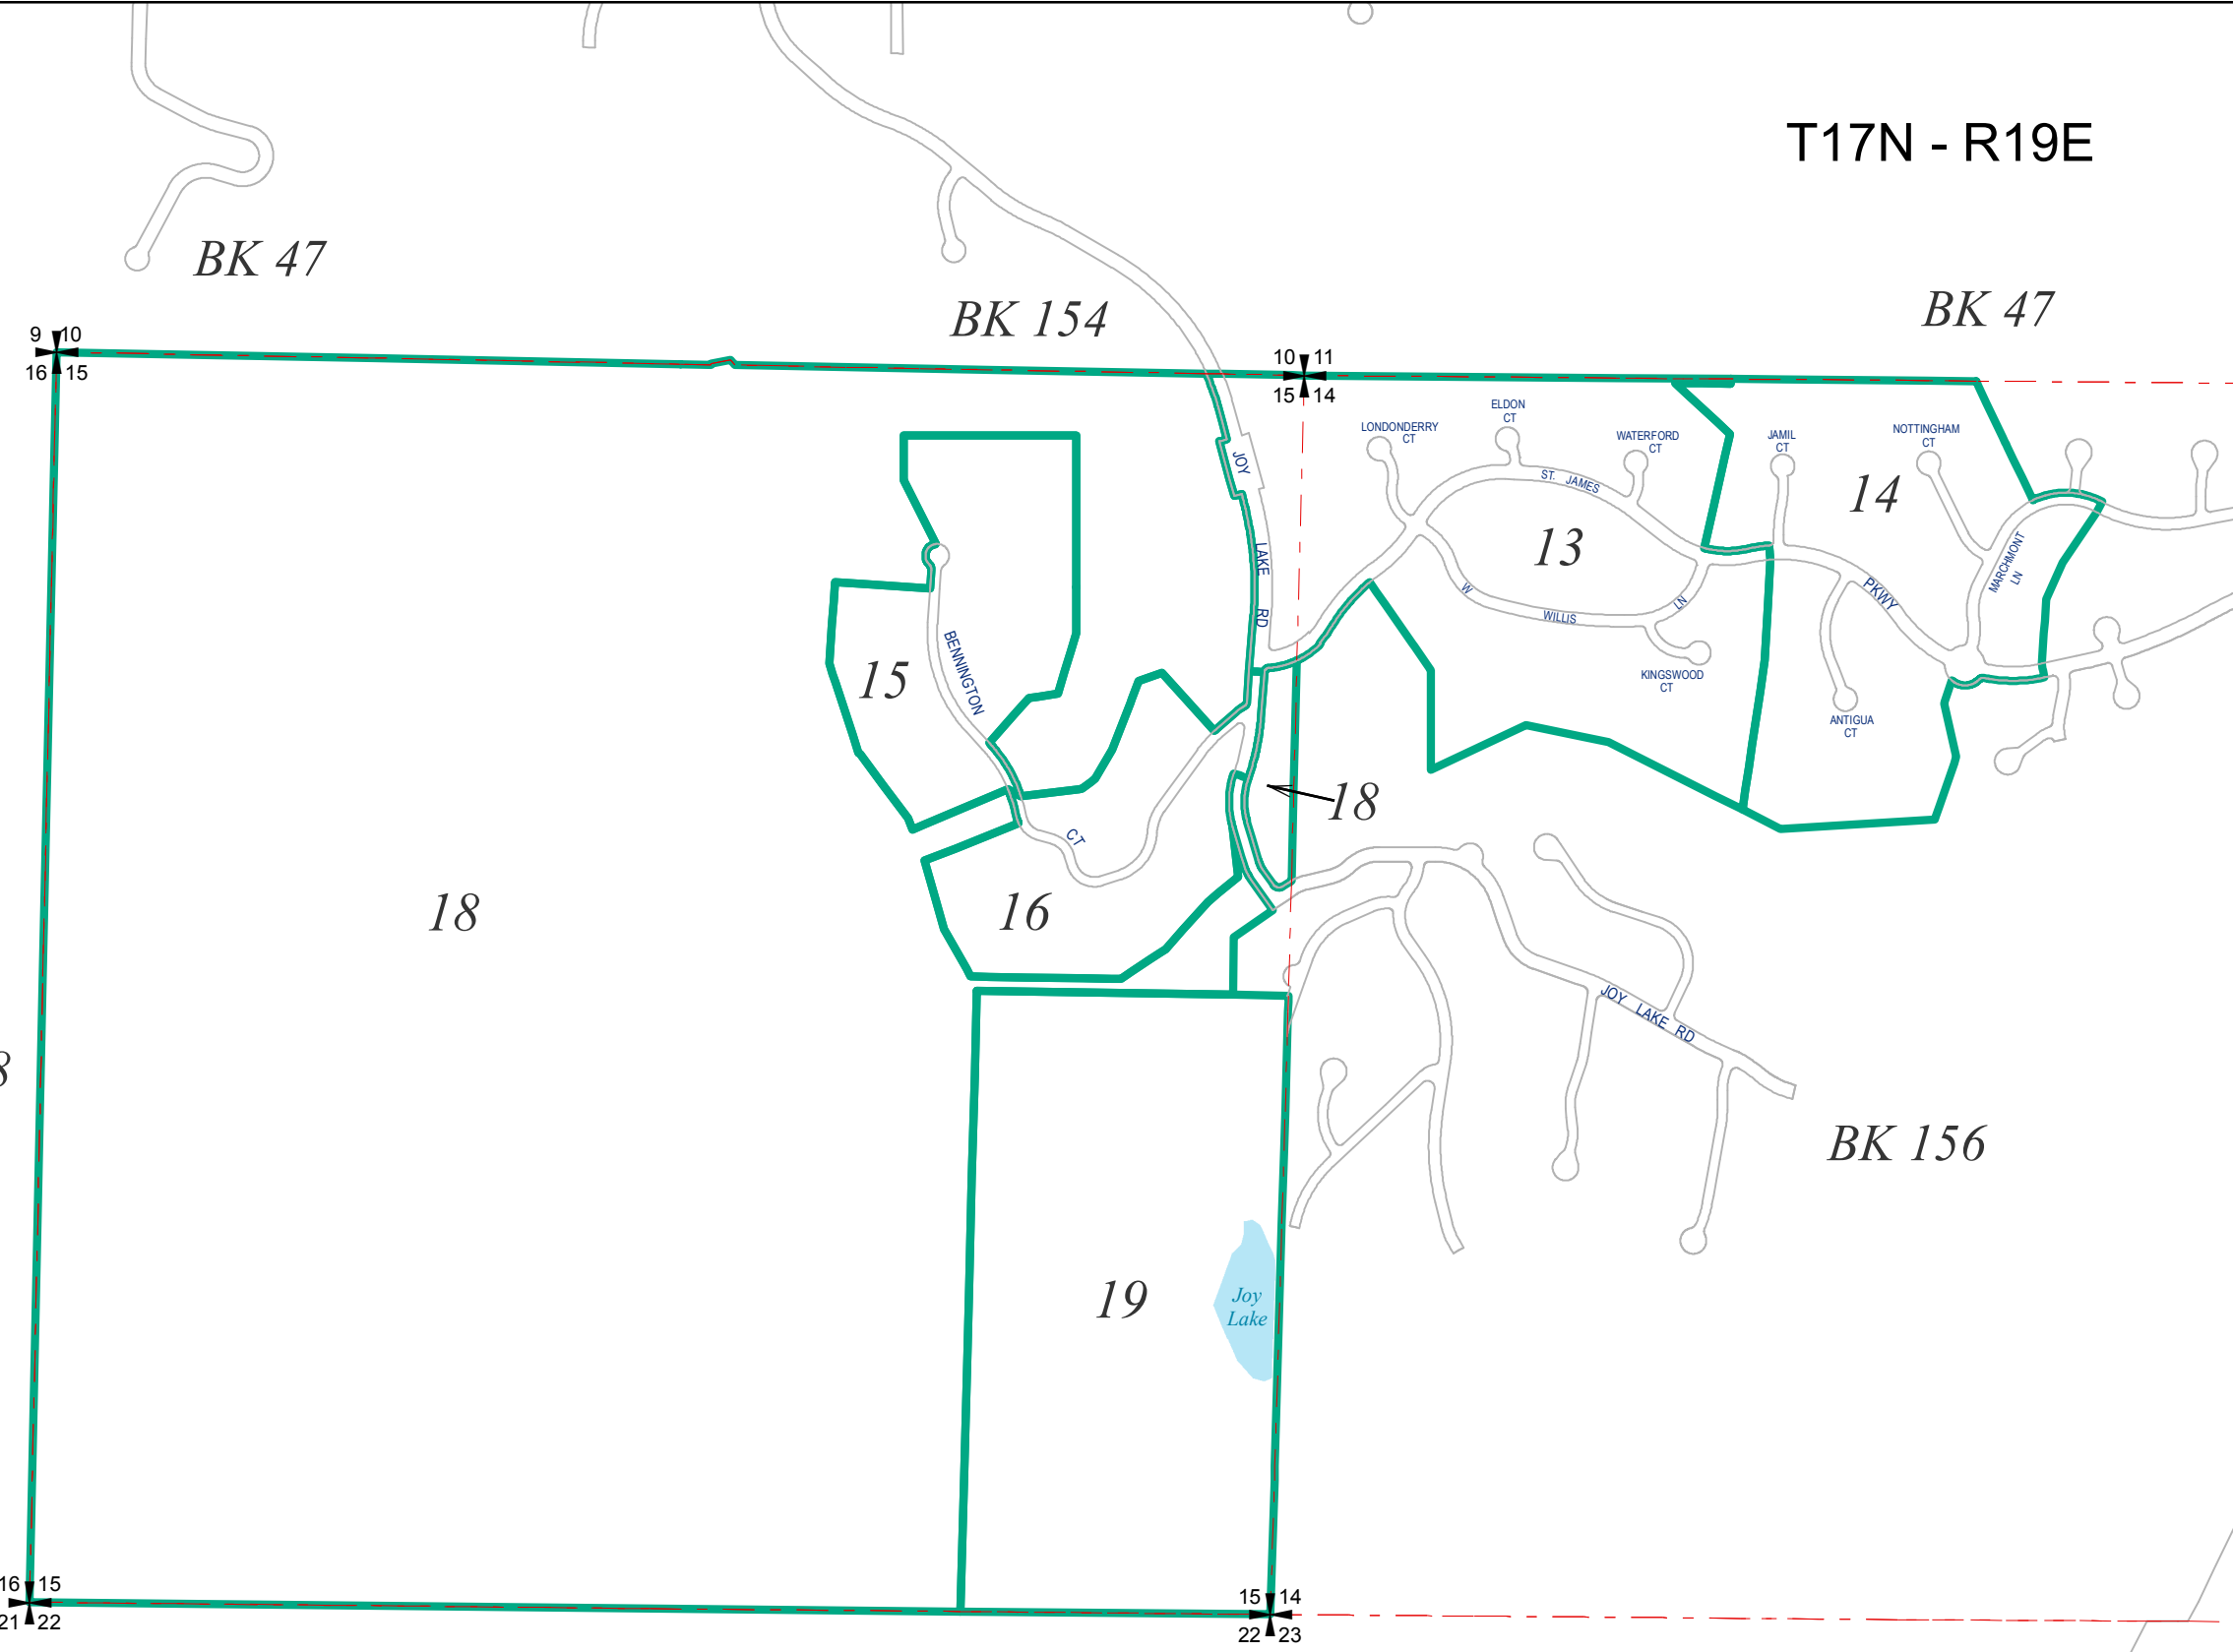 T17N - R19E
BK 47
BK 154
BK 47
9 10
16 15
10 11
15 14
ELDON
CT
LONDONDERRY
CT
WATERFORD
CT
JAMIL
CT
NOTTINGHAM
CT
14
JOY
LAKE
RD
ST. JAMES
13
PKWY
MARCHMONT
LN
W
WILLIS
LN
KINGSWOOD
CT
ANTIGUA
CT
15
BENNINGTON
CT
18
18
16
JOY LAKE RD
8
BK 156
19
Joy
Lake
16 15
21 22
15 14
22 23